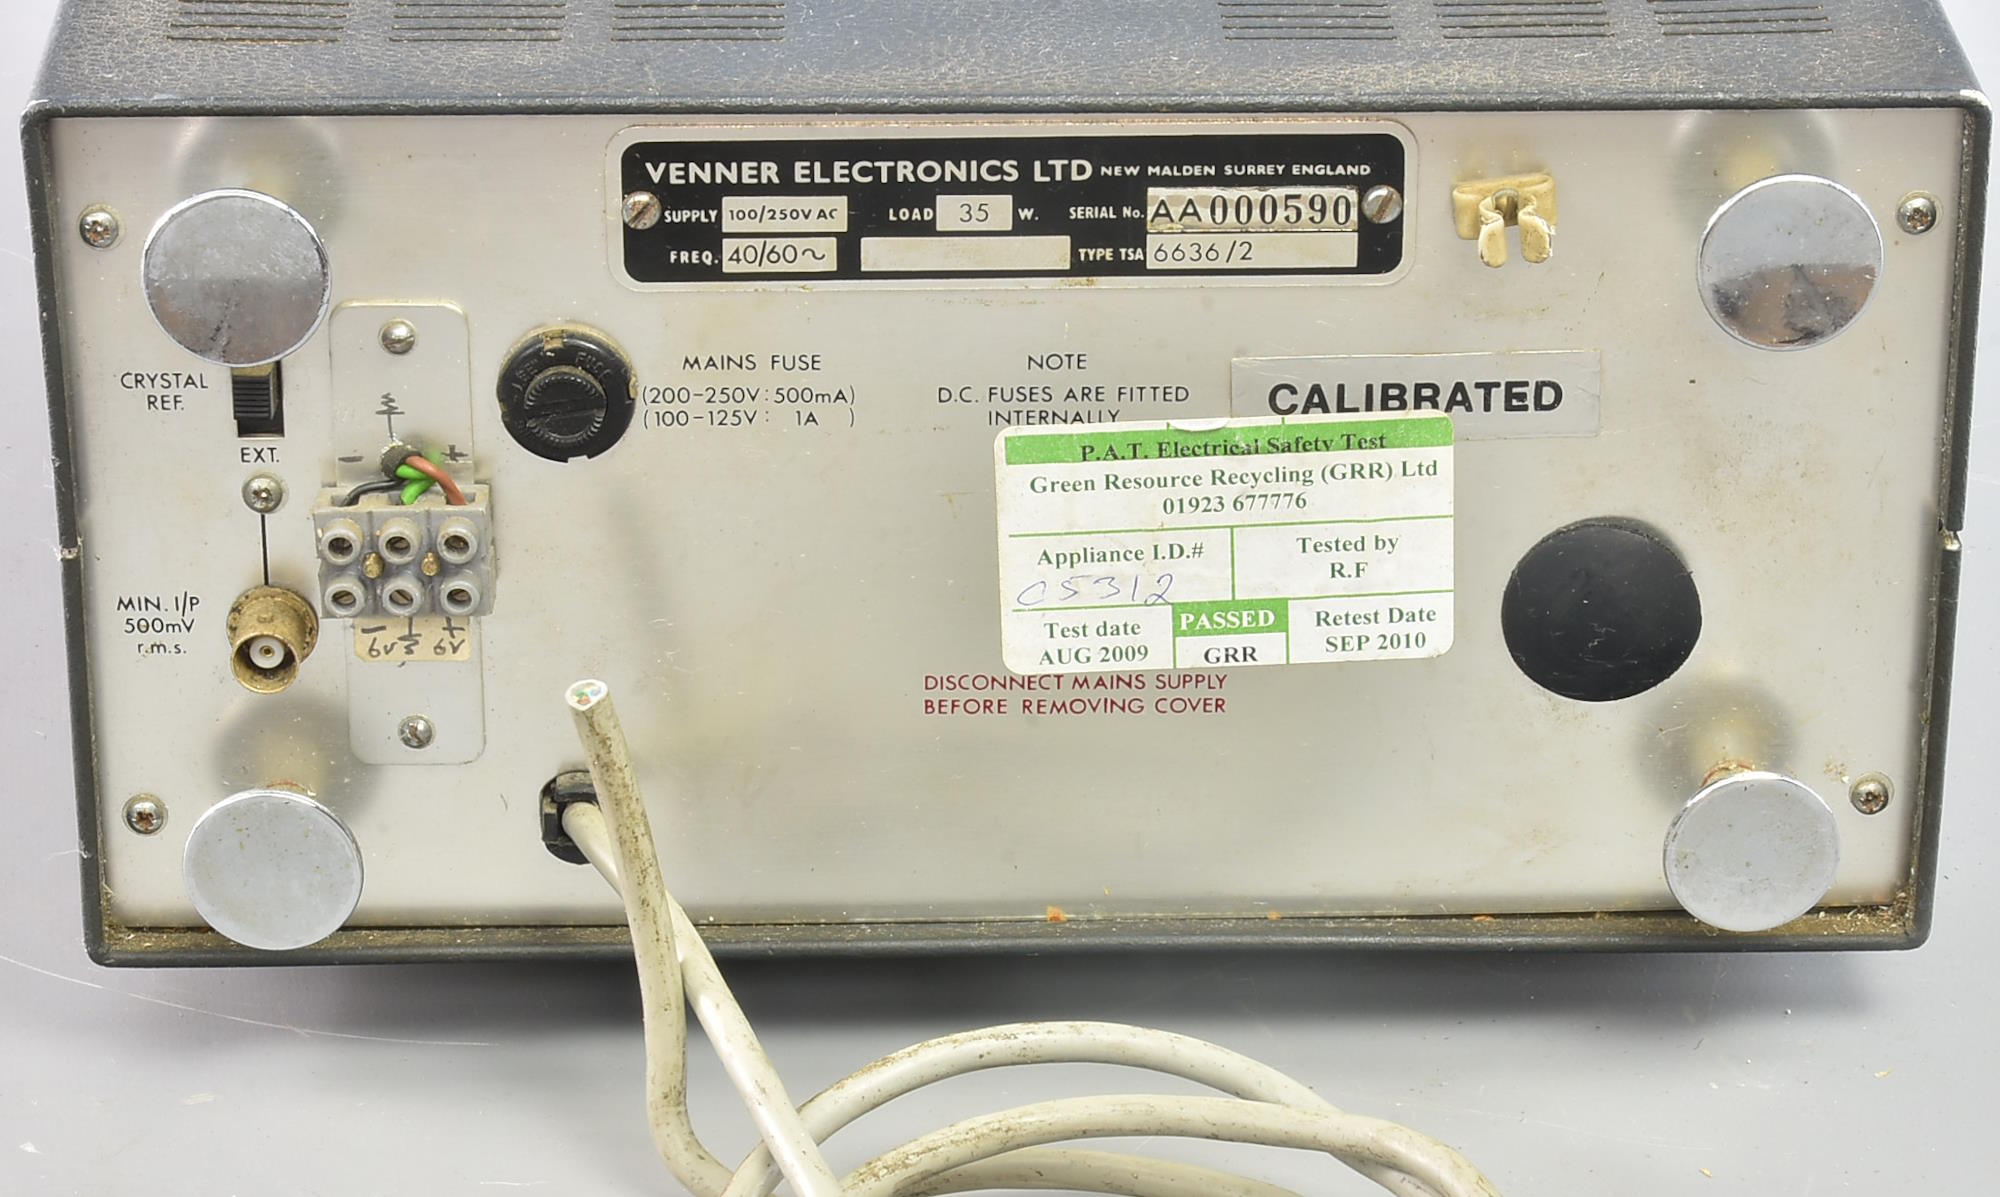 VENNER ELECTRONICS LTD NEW MALDEN SURREY ENGLAND
SUPPLY 100/250V AC LOAD 35 W. SERIAL No. AA000590
FREQ. 40/60~ TYPE TSA 6636/2
CRYSTAL
REF.
EXT.
MIN. I/P
500mV
r.m.s.
- +
- +
6V 6V
FUSE
MAINS FUSE
(200-250V: 500mA)
(100-125V: 1A )
NOTE
D.C. FUSES ARE FITTED
INTERNALLY
CALIBRATED
P.A.T. Electrical Safety Test
Green Resource Recycling (GRR) Ltd
01923 677776
Appliance I.D.#
05312
Tested by
R.F
Test date
AUG 2009
PASSED
GRR
Retest Date
SEP 2010
DISCONNECT MAINS SUPPLY
BEFORE REMOVING COVER